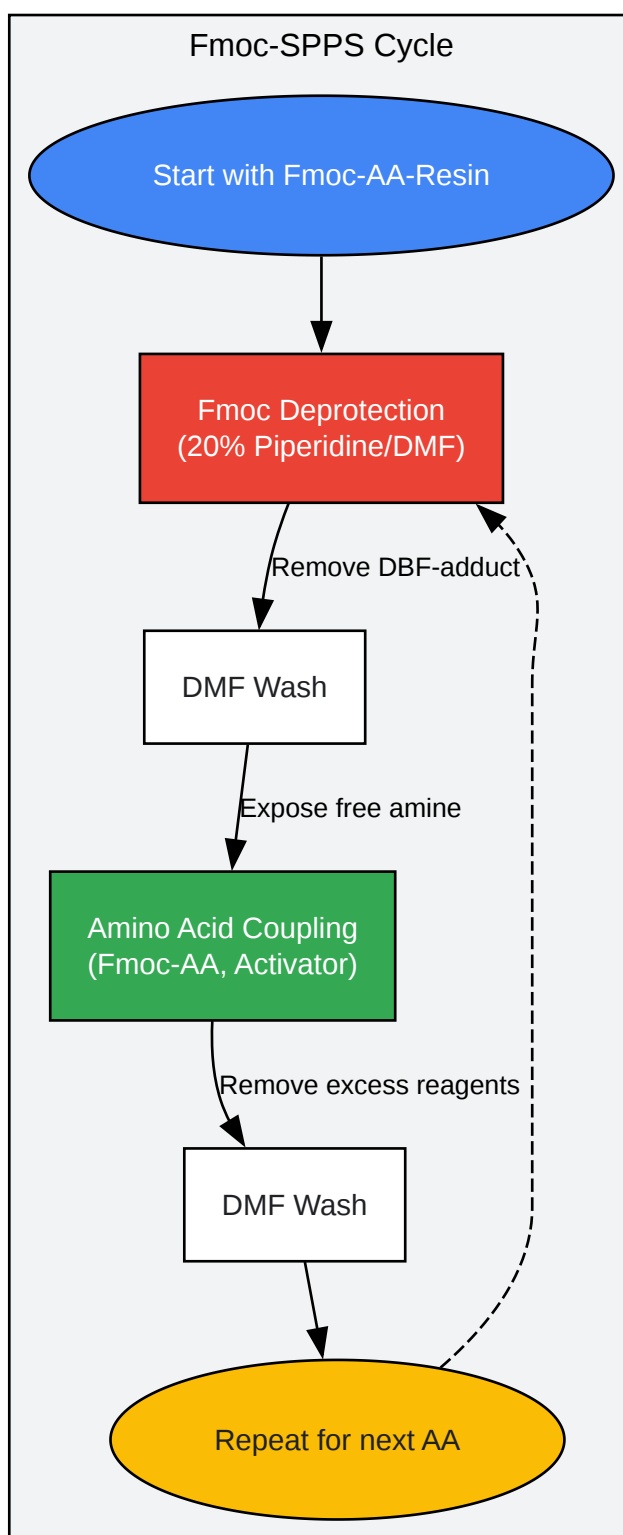 Fmoc-SPPS Cycle
Start with Fmoc-AA-Resin
Fmoc Deprotection
(20% Piperidine/DMF)
Remove DBF-adduct
DMF Wash
Expose free amine
Amino Acid Coupling
(Fmoc-AA, Activator)
Remove excess reagents
DMF Wash
Repeat for next AA